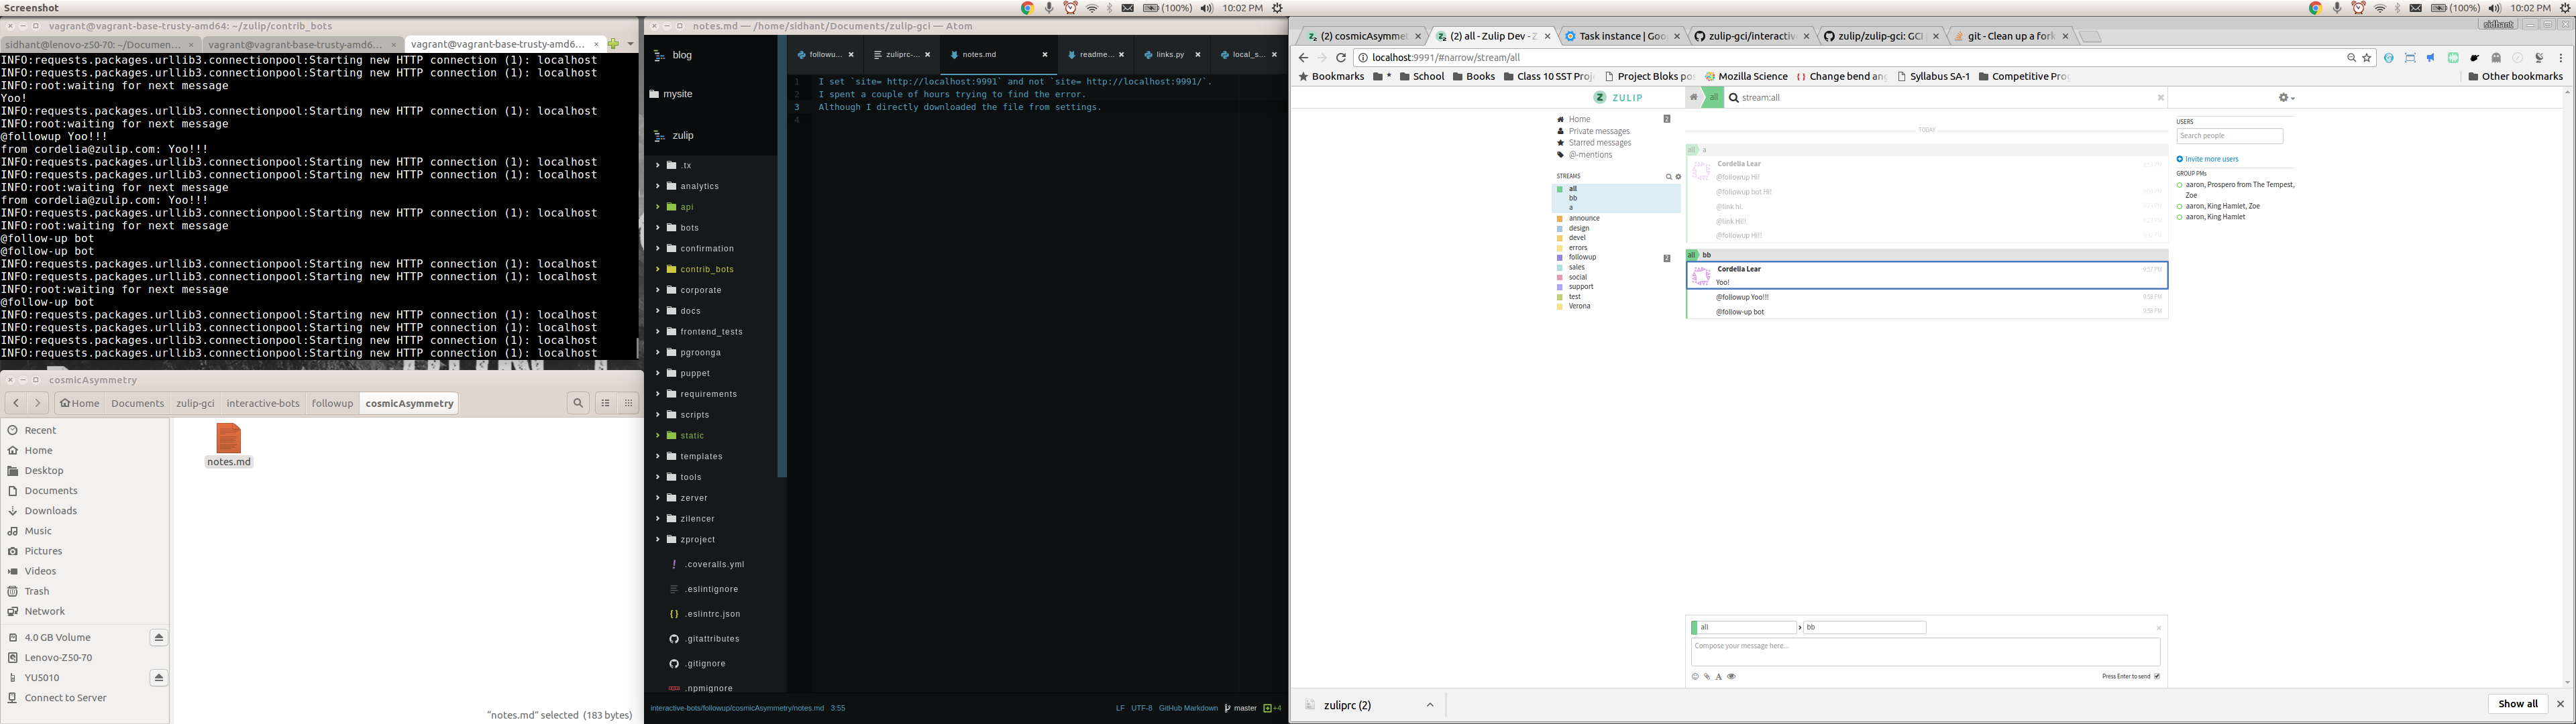 Screenshot
(100%) 10:02 PM
(100%) 10:02 PM
vagrant@vagrant-base-trusty-amd64: ~/zulip/contrib_bots
sidhant@lenovo-z50-70: ~/Documen... × vagrant@vagrant-base-trusty-amd6... × vagrant@vagrant-base-trusty-amd6... ×
INFO:requests.packages.urllib3.connectionpool:Starting new HTTP connection (1): localhost
INFO:requests.packages.urllib3.connectionpool:Starting new HTTP connection (1): localhost
INFO:root:waiting for next message
Yoo!
INFO:requests.packages.urllib3.connectionpool:Starting new HTTP connection (1): localhost
INFO:root:waiting for next message
@followup Yoo!!!
from cordelia@zulip.com: Yoo!!!
INFO:requests.packages.urllib3.connectionpool:Starting new HTTP connection (1): localhost
INFO:requests.packages.urllib3.connectionpool:Starting new HTTP connection (1): localhost
INFO:root:waiting for next message
from cordelia@zulip.com: Yoo!!!
INFO:requests.packages.urllib3.connectionpool:Starting new HTTP connection (1): localhost
INFO:root:waiting for next message
@follow-up bot
@follow-up bot
INFO:requests.packages.urllib3.connectionpool:Starting new HTTP connection (1): localhost
INFO:requests.packages.urllib3.connectionpool:Starting new HTTP connection (1): localhost
INFO:root:waiting for next message
@follow-up bot
INFO:requests.packages.urllib3.connectionpool:Starting new HTTP connection (1): localhost
INFO:requests.packages.urllib3.connectionpool:Starting new HTTP connection (1): localhost
INFO:requests.packages.urllib3.connectionpool:Starting new HTTP connection (1): localhost
INFO:requests.packages.urllib3.connectionpool:Starting new HTTP connection (1): localhost
cosmicAsymmetry
Home Documents zulip-gci interactive-bots followup cosmicAsymmetry
Recent
Home
Desktop
Documents
Downloads
Music
Pictures
Videos
Trash
Network
4.0 GB Volume
Lenovo-Z50-70
YU5010
Connect to Server
notes.md
"notes.md" selected (183 bytes)
notes.md — /home/sidhant/Documents/zulip-gci — Atom
blog
mysite
zulip
.tx
analytics
api
bots
confirmation
contrib_bots
corporate
docs
frontend_tests
pgroonga
puppet
requirements
scripts
static
templates
tools
zerver
zilencer
zproject
.coveralls.yml
.eslintignore
.eslintrc.json
.gitattributes
.gitignore
.npmignore
followu... × zuliprc-... × notes.md × readme... × links.py × local_s... ×
1 I set `site= http://localhost:9991` and not `site= http://localhost:9991/`.
2 I spent a couple of hours trying to find the error.
3 Although I directly downloaded the file from settings.
4
interactive-bots/followup/cosmicAsymmetry/notes.md 3:55 LF UTF-8 GitHub Markdown master +4
sidhant
(2) cosmicAsymmet × (2) all - Zulip Dev - Z × Task instance | Goo × zulip-gci/interactiv × zulip/zulip-gci: GCI × git - Clean up a fork ×
localhost:9991/#narrow/stream/all
Bookmarks * School Books Class 10 SST Proj Project Bloks pos Mozilla Science Change bend an Syllabus SA-1 Competitive Pro Other bookmarks
ZULIP
all stream:all
Home 2
Private messages
Starred messages
@-mentions
STREAMS
all
bb
a
announce
design
devel
errors
followup 2
sales
social
support
test
Verona
TODAY
all a
Cordelia Lear
@followup Hi!
@followup bot Hi!
@link hi.
@link Hi!!
@followup Hi!!
all bb
Cordelia Lear 9:57 PM
Yoo!
@followup Yoo!!! 9:58 PM
@follow-up bot 9:58 PM
USERS
Search people
Invite more users
GROUP PMs
aaron, Prospero from The Tempest,
Zoe
aaron, King Hamlet, Zoe
aaron, King Hamlet
all bb
Compose your message here...
Press Enter to send
zuliprc (2)
Show all